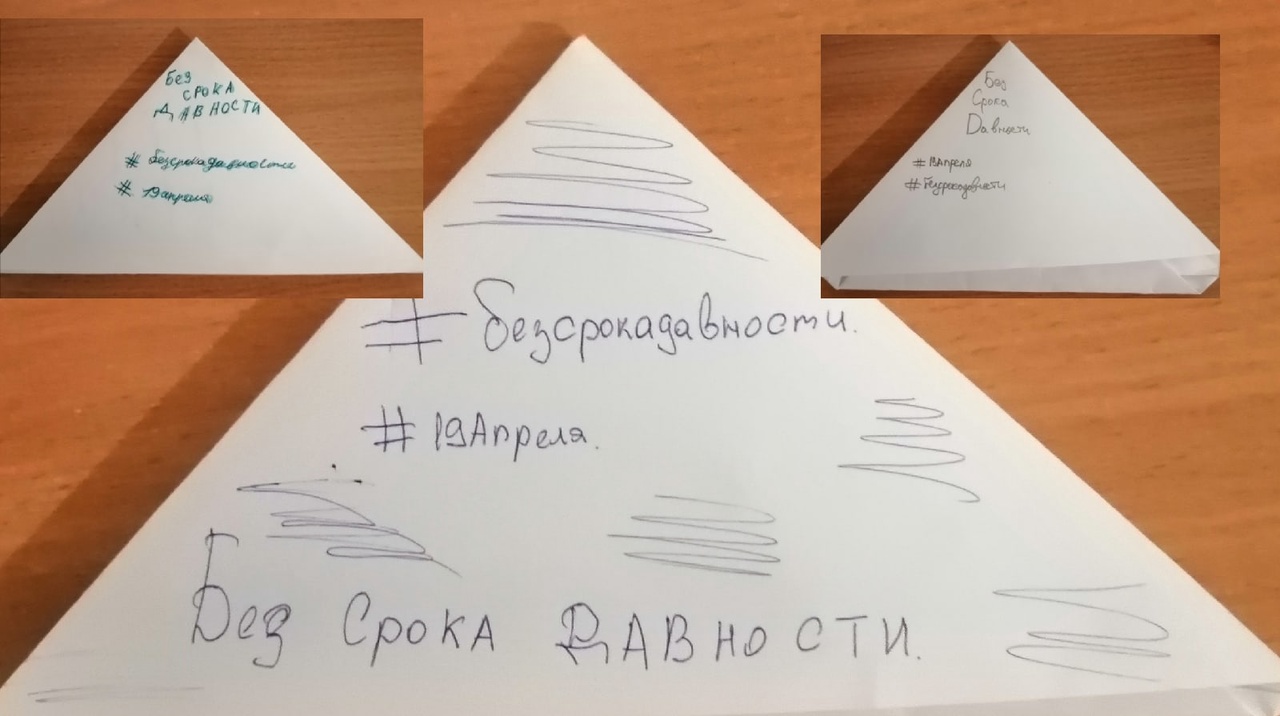 Без
СРОКА
ДАВНОСТИ
# безсрокадавности
# 19апреля
Без
Срока
Давности
#19Апреля
#безсрокадавности
# безсрокадавности.
# 19Апреля.
Без Срока ДАВНОСТИ.